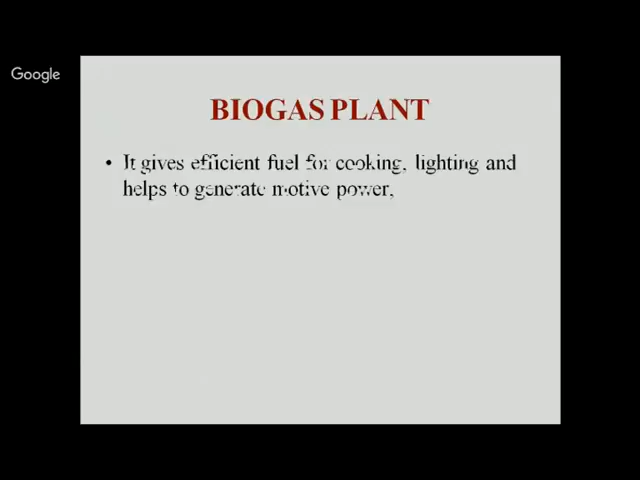 Google
BIOGAS PLANT
• It gives efficient fuel for cooking, lighting and
helps to generate motive power,